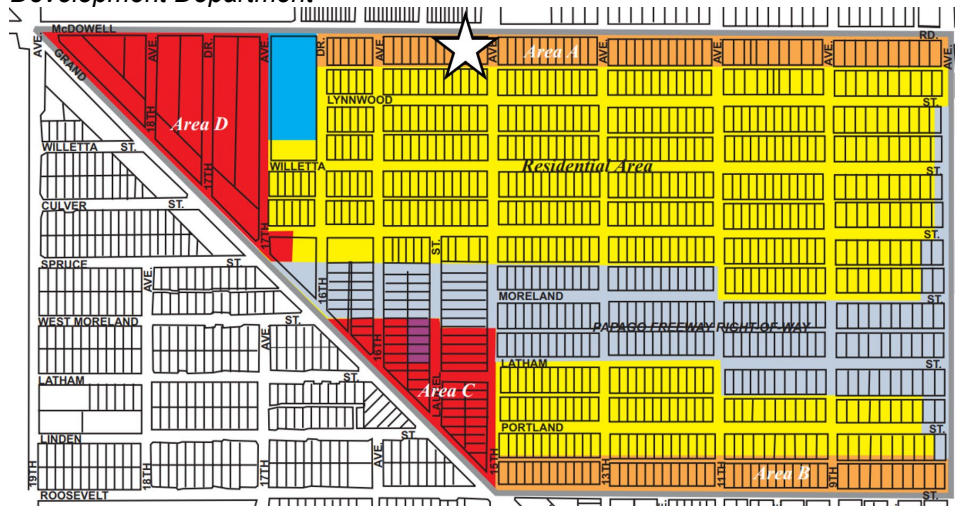 Development Department
McDOWELL
RD.
AVE.
GRAND
AVE.
DR.
AVE.
DR.
AVE.
AVE.
AVE.
AVE.
AVE.
Area A
LYNNWOOD
ST.
18TH
Area D
WILLETTA
ST.
17TH
WILLETTA
Residential Area
ST.
CULVER
ST.
17TH
ST.
ST.
SPRUCE
ST.
AVE.
16TH
MORELAND
ST.
WEST MORELAND
ST.
AVE.
16TH
PAPAGO FREEWAY RIGHT-OF-WAY
LATHAM
ST.
LATHAM
ST.
Area C
LAUREL
PORTLAND
ST.
LINDEN
ST.
AVE.
19TH
18TH
17TH
15TH
13TH
11TH
Area B
9TH
ROOSEVELT
ST.